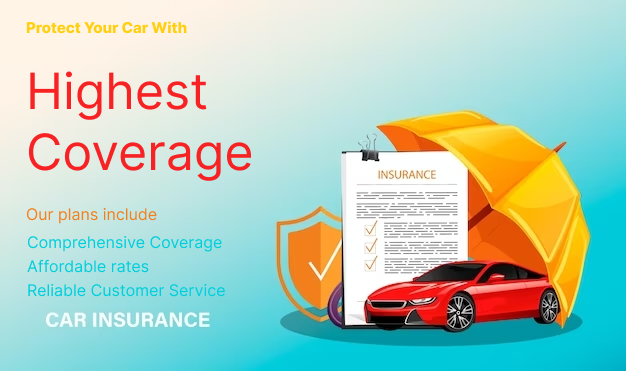 Protect Your Car With
Highest
Coverage
INSURANCE
Our plans include
Comprehensive Coverage
Affordable rates
Reliable Customer Service
CAR INSURANCE